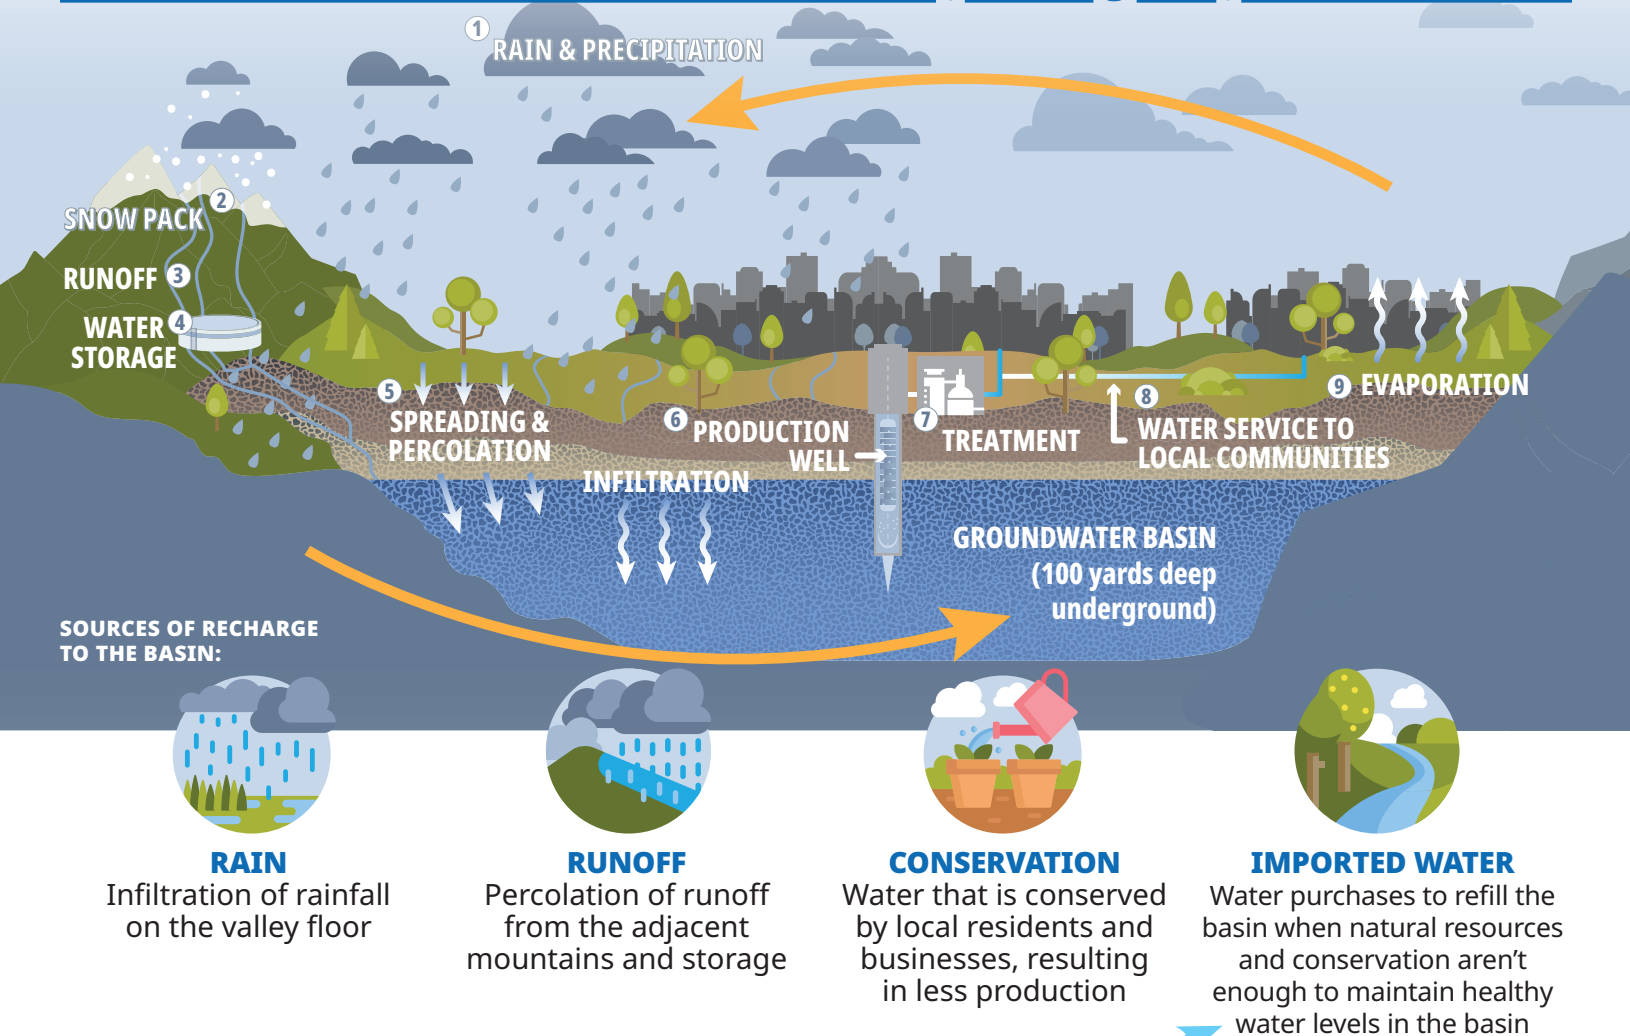 1
RAIN & PRECIPITATION
2
SNOW PACK
RUNOFF 3
WATER 4
STORAGE
5
SPREADING &
PERCOLATION
INFILTRATION
6 PRODUCTION
WELL
7
TREATMENT
8
WATER SERVICE TO
LOCAL COMMUNITIES
9 EVAPORATION
GROUNDWATER BASIN
(100 yards deep
underground)
SOURCES OF RECHARGE
TO THE BASIN:
RAIN
Infiltration of rainfall
on the valley floor
RUNOFF
Percolation of runoff
from the adjacent
mountains and storage
CONSERVATION
Water that is conserved
by local residents and
businesses, resulting
in less production
IMPORTED WATER
Water purchases to refill the
basin when natural resources
and conservation aren’t
enough to maintain healthy
water levels in the basin